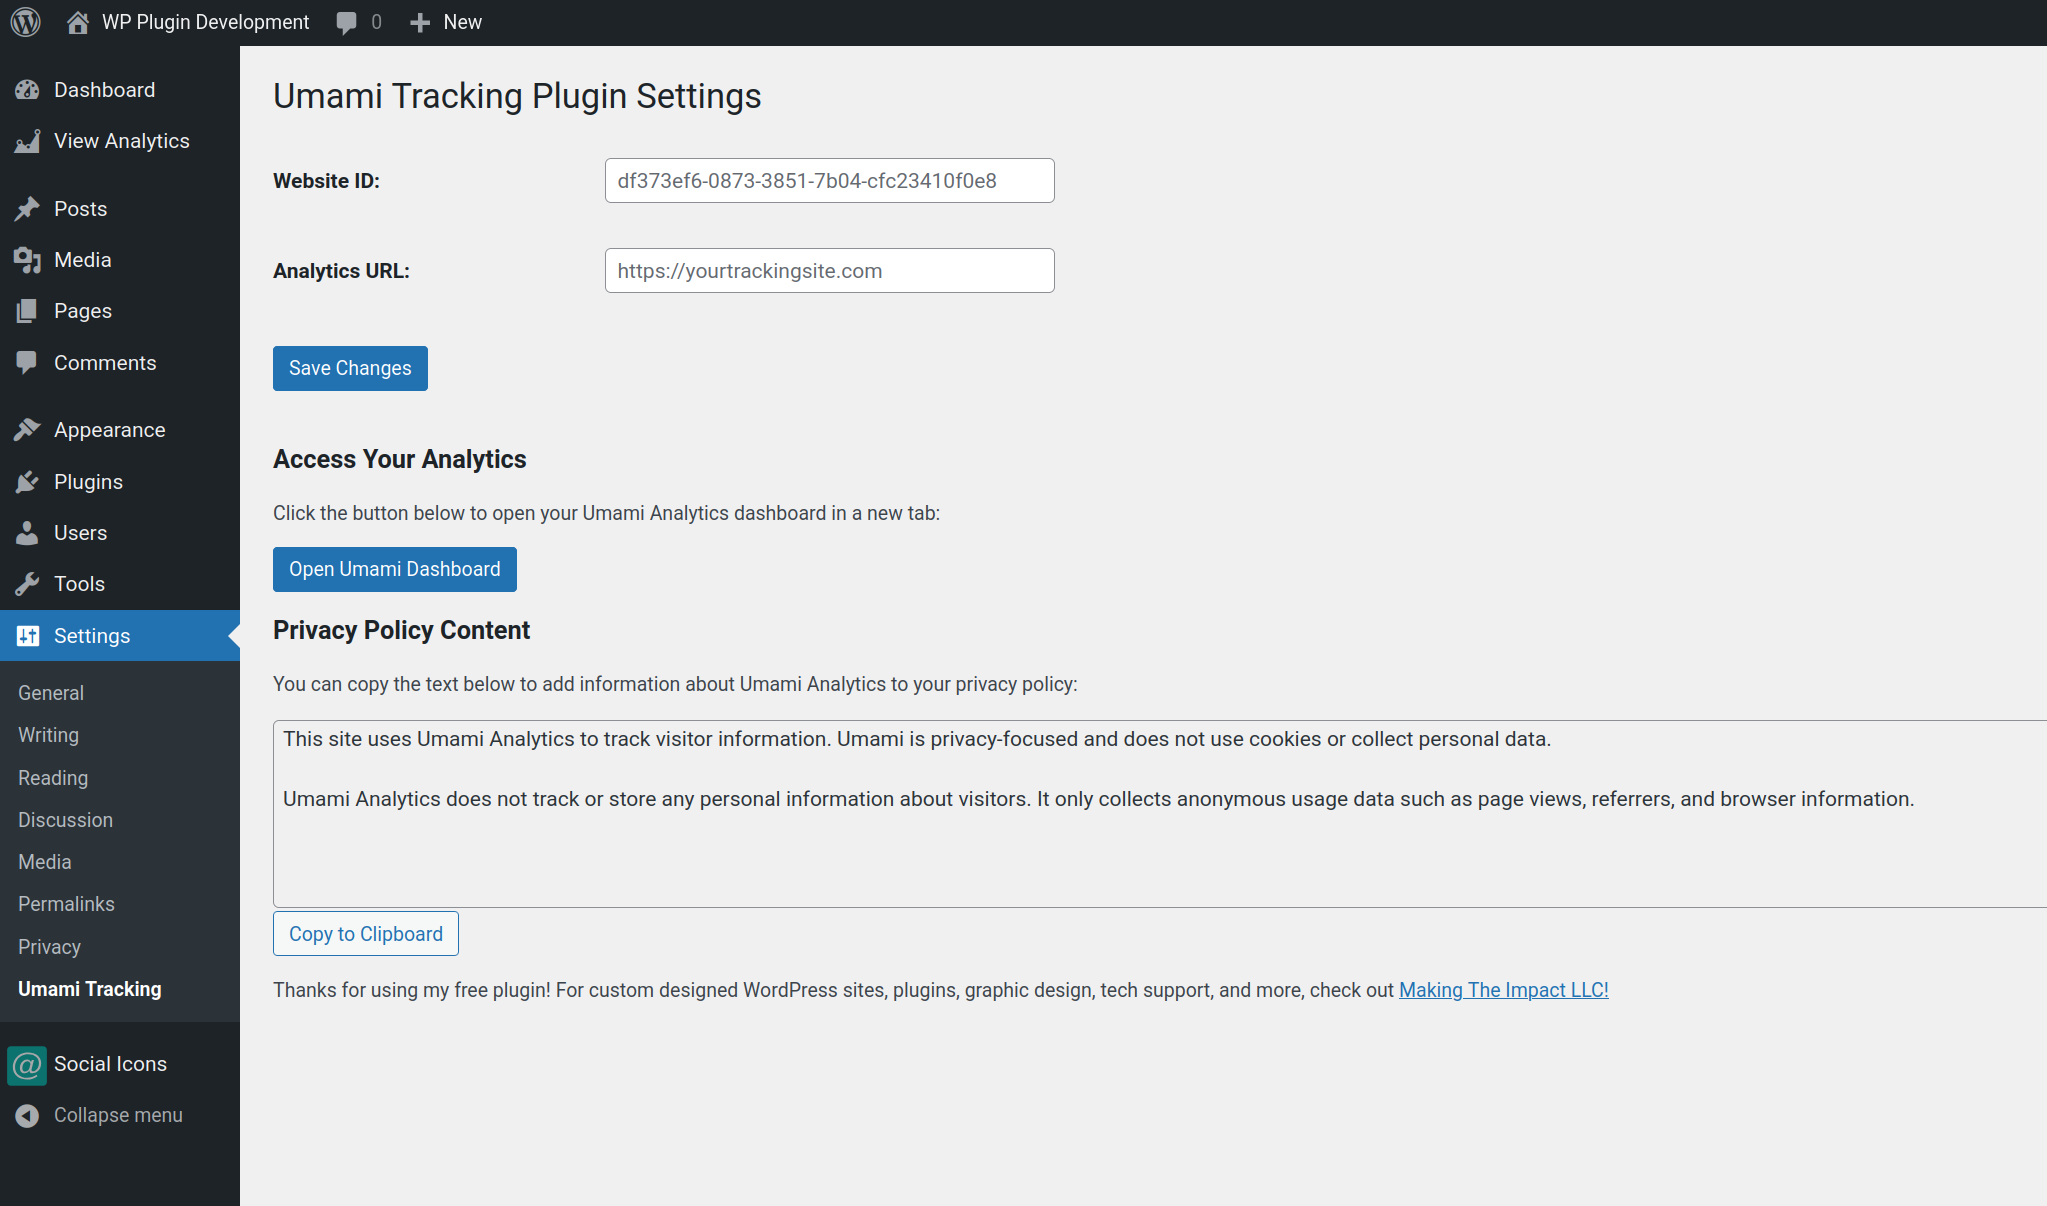 WP Plugin Development 0 New
Dashboard
View Analytics
Posts
Media
Pages
Comments
Appearance
Plugins
Users
Tools
Settings
General
Writing
Reading
Discussion
Media
Permalinks
Privacy
Umami Tracking
Social Icons
Collapse menu
Umami Tracking Plugin Settings
Website ID: df373ef6-0873-3851-7b04-cfc23410f0e8
Analytics URL: https://yourtrackingsite.com
Save Changes
Access Your Analytics
Click the button below to open your Umami Analytics dashboard in a new tab:
Open Umami Dashboard
Privacy Policy Content
You can copy the text below to add information about Umami Analytics to your privacy policy:
This site uses Umami Analytics to track visitor information. Umami is privacy-focused and does not use cookies or collect personal data.
Umami Analytics does not track or store any personal information about visitors. It only collects anonymous usage data such as page views, referrers, and browser information.
Copy to Clipboard
Thanks for using my free plugin! For custom designed WordPress sites, plugins, graphic design, tech support, and more, check out Making The Impact LLC!